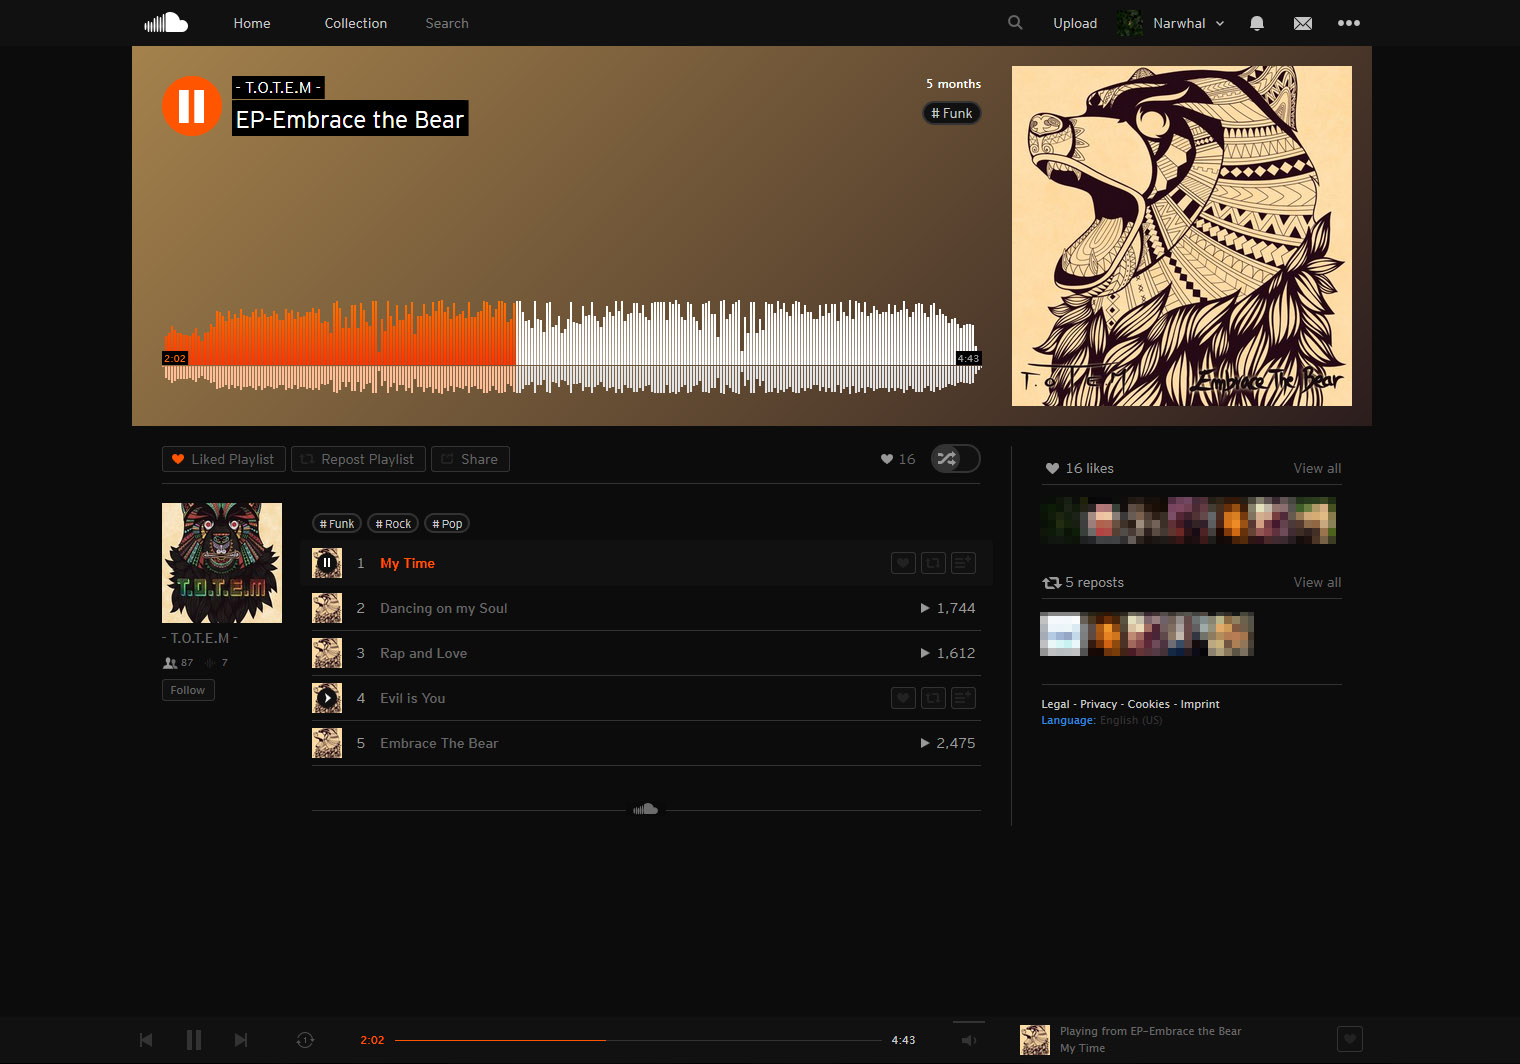 Home Collection Search Upload Narwhal
- T.O.T.E.M -
EP-Embrace the Bear
5 months
# Funk
2:02 4:43
T.O.T.E.M Embrace The Bear
Liked Playlist Repost Playlist Share 16
16 likes View all
# Funk # Rock # Pop
T.O.T.E.M
- T.O.T.E.M -
87 7
Follow
1 My Time
2 Dancing on my Soul 1,744
3 Rap and Love 1,612
4 Evil is You
5 Embrace The Bear 2,475
5 reposts View all
Legal - Privacy - Cookies - Imprint
Language: English (US)
1 2:02 4:43
Playing from EP-Embrace the Bear
My Time